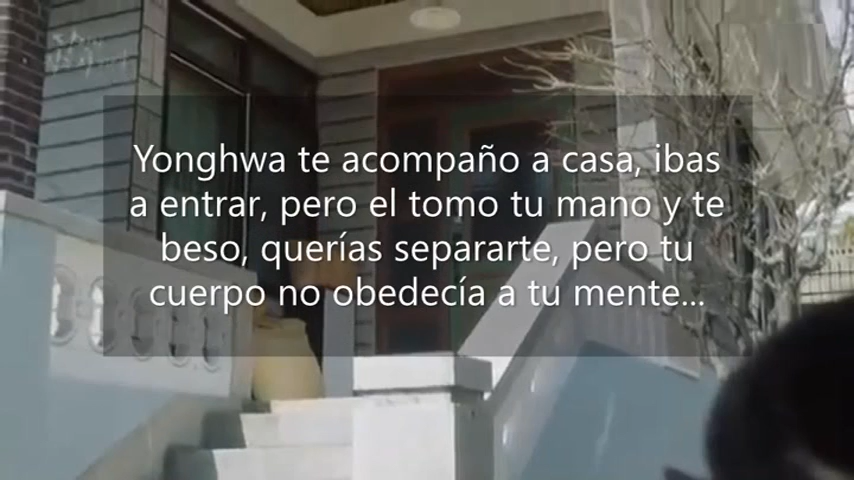 Yonghwa te acompaño a casa, ibas
a entrar, pero el tomo tu mano y te
beso, querías separarte, pero tu
cuerpo no obedecía a tu mente...